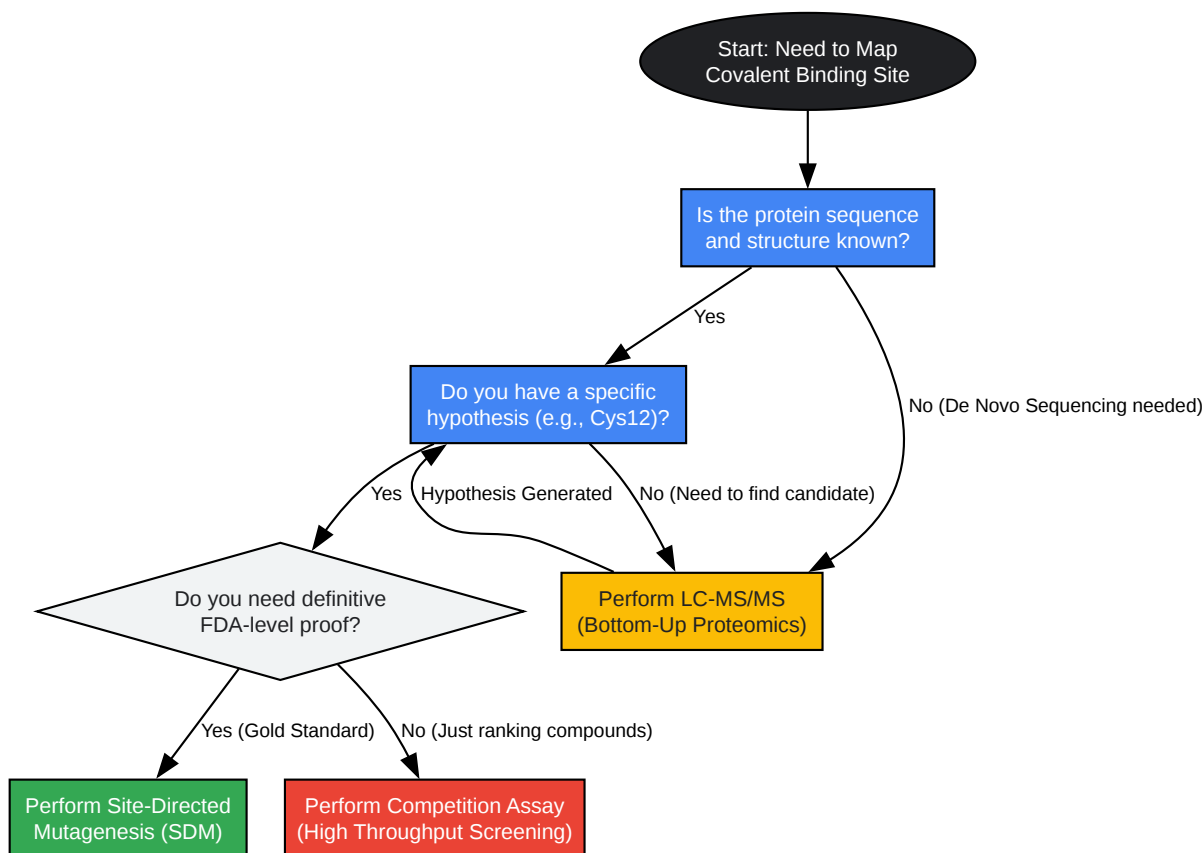 Start: Need to Map
Covalent Binding Site
Is the protein sequence
and structure known?
Yes
Do you have a specific
hypothesis (e.g., Cys12)?
No (De Novo Sequencing needed)
Yes
Hypothesis Generated
No (Need to find candidate)
Do you need definitive
FDA-level proof?
Perform LC-MS/MS
(Bottom-Up Proteomics)
Yes (Gold Standard)
No (Just ranking compounds)
Perform Site-Directed
Mutagenesis (SDM)
Perform Competition Assay
(High Throughput Screening)